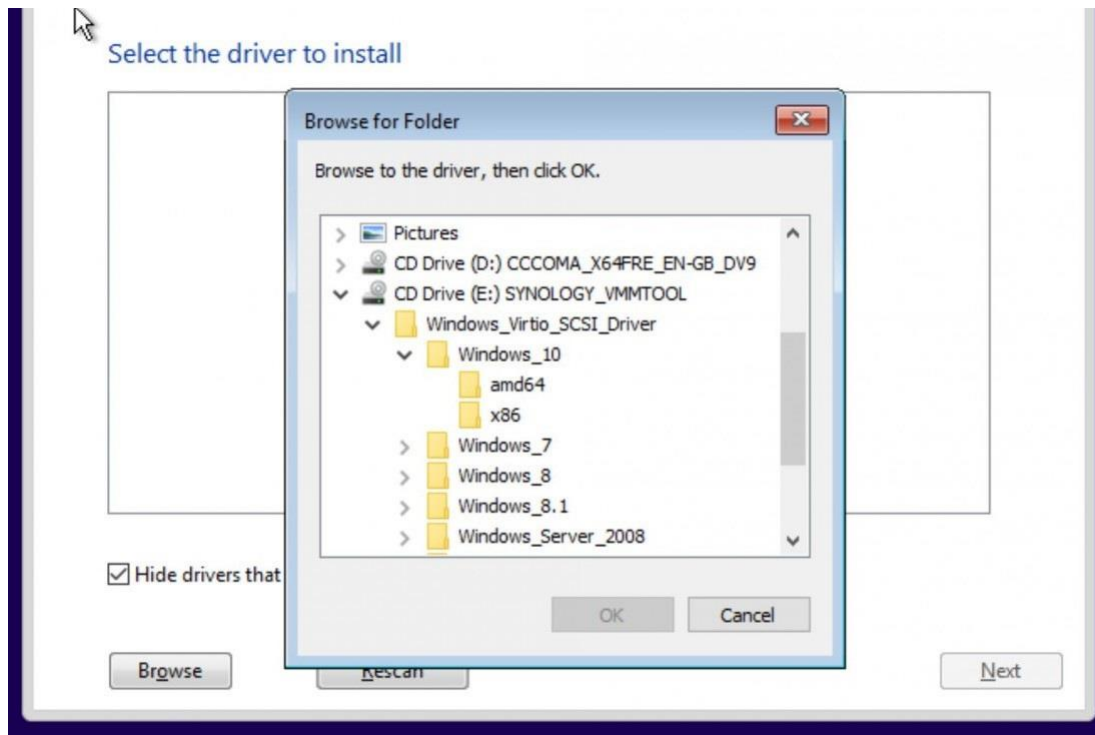 Select the driver to install
Browse for Folder
Browse to the driver, then click OK.
Pictures
CD Drive (D:) CCCOMA_X64FRE_EN-GB_DV9
CD Drive (E:) SYNOLOGY_VMMTOOL
Windows_Virtio_SCSI_Driver
Windows_10
amd64
x86
Windows_7
Windows_8
Windows_8.1
Windows_Server_2008
Hide drivers that
OK Cancel
Browse Rescan Next